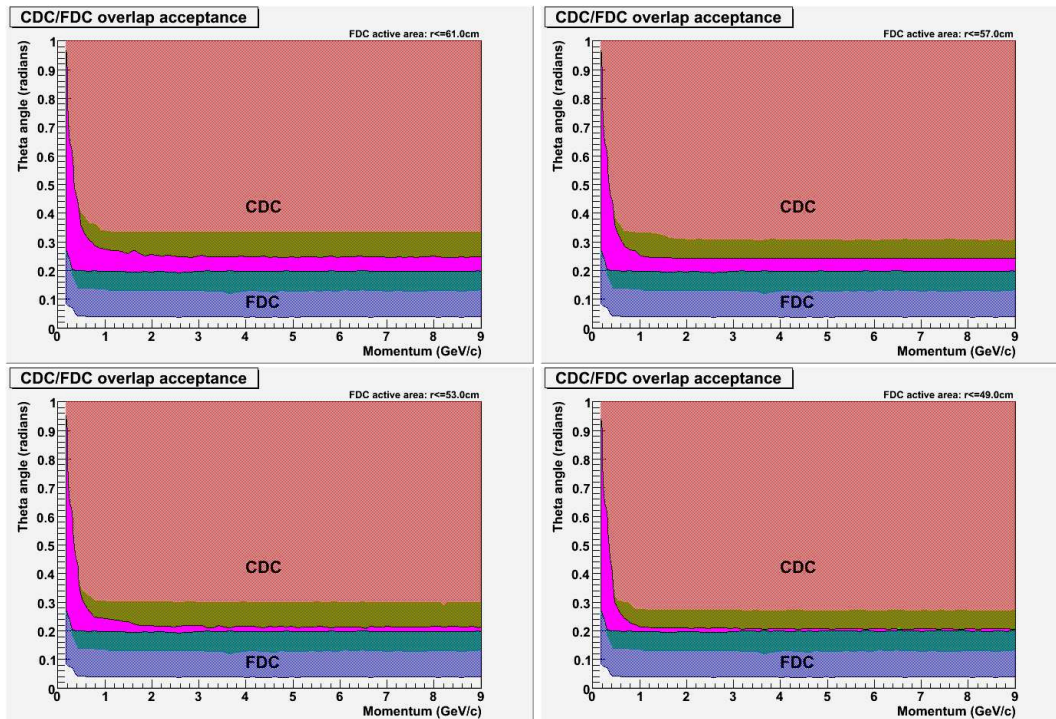 CDC/FDC overlap acceptance
FDC active area: r<=61.0cm
Theta angle (radians)
1
0.9
0.8
0.7
0.6
0.5
0.4
0.3
0.2
0.1
0
CDC
FDC
0 1 2 3 4 5 6 7 8 9
Momentum (GeV/c)
CDC/FDC overlap acceptance
FDC active area: r<=57.0cm
Theta angle (radians)
1
0.9
0.8
0.7
0.6
0.5
0.4
0.3
0.2
0.1
0
CDC
FDC
0 1 2 3 4 5 6 7 8 9
Momentum (GeV/c)
CDC/FDC overlap acceptance
FDC active area: r<=53.0cm
Theta angle (radians)
1
0.9
0.8
0.7
0.6
0.5
0.4
0.3
0.2
0.1
0
CDC
FDC
0 1 2 3 4 5 6 7 8 9
Momentum (GeV/c)
CDC/FDC overlap acceptance
FDC active area: r<=49.0cm
Theta angle (radians)
1
0.9
0.8
0.7
0.6
0.5
0.4
0.3
0.2
0.1
0
CDC
FDC
0 1 2 3 4 5 6 7 8 9
Momentum (GeV/c)